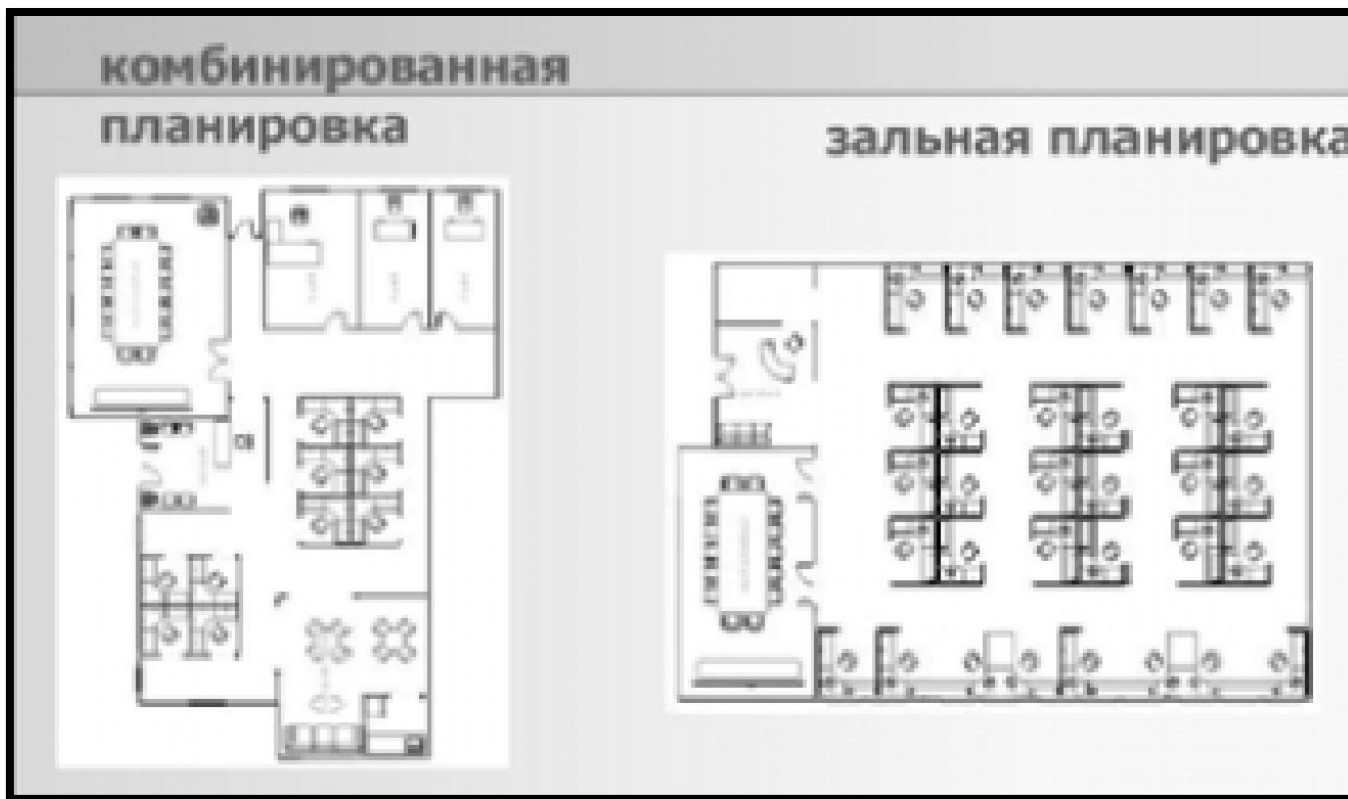 комбинированная
планировка
зальная планировка